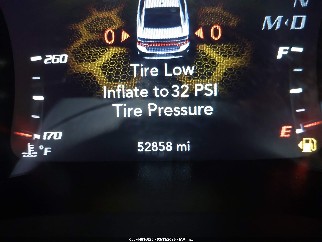 N
M·D
0 0
260 F
Tire Low
Inflate to 32 PSI
Tire Pressure
170 E
°F
52858 mi